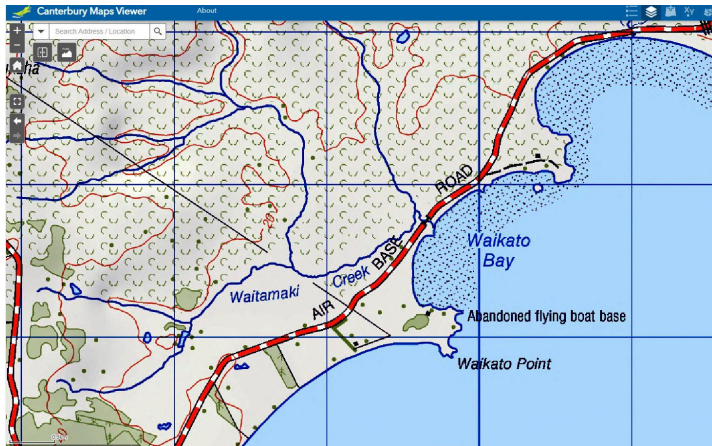 Canterbury Maps Viewer
About
Search Address / Location
20
ROAD
BASE
AIR
Waikato
Bay
Waitamaki
Creek
Abandoned flying boat base
Waikato Point